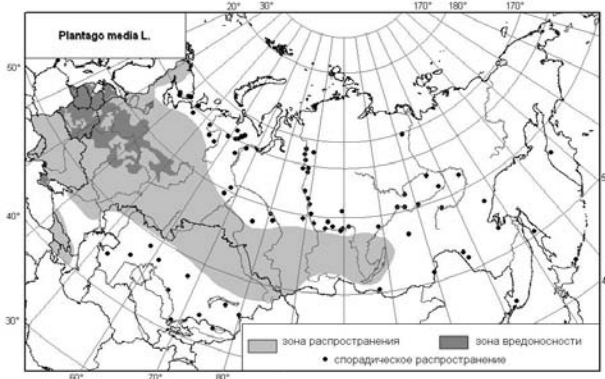 Plantago media L.
20° 30° 170° 180° 170°
50°
40°
30°
60° 70° 80°
зона распространения
зона вредоносности
спорадическое распространение